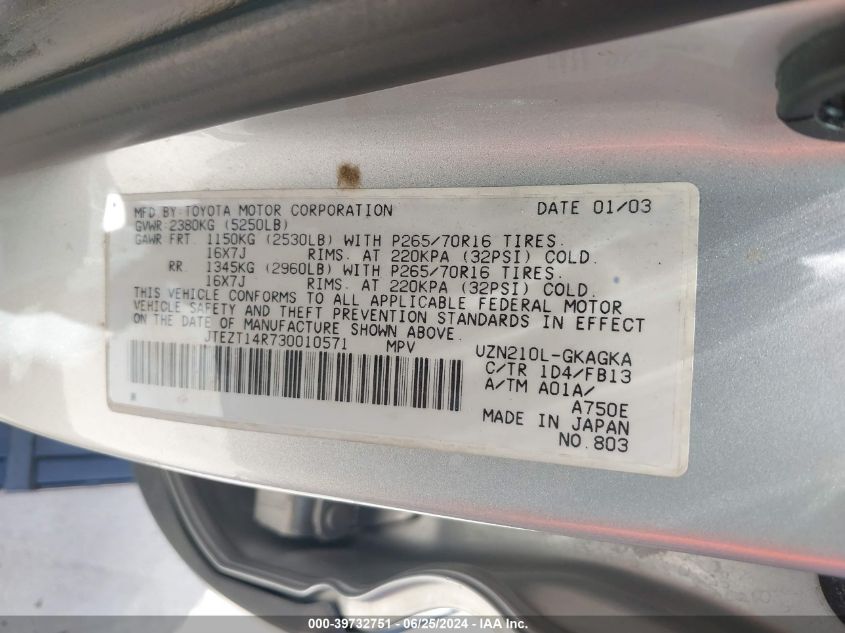 MFD BY: TOYOTA MOTOR CORPORATION DATE 01/03
GVWR: 2380KG (5250LB)
GAWR FRT. 1150KG (2530LB) WITH P265/70R16 TIRES.
16X7J RIMS. AT 220KPA (32PSI) COLD.
RR. 1345KG (2960LB) WITH P265/70R16 TIRES.
16X7J RIMS. AT 220KPA (32PSI) COLD.
THIS VEHICLE CONFORMS TO ALL APPLICABLE FEDERAL MOTOR
VEHICLE SAFETY AND THEFT PREVENTION STANDARDS IN EFFECT
ON THE DATE OF MANUFACTURE SHOWN ABOVE.
JTEZT14R730010571 MPV UZN210L-GKAGKA
C/TR 1D4/FB13
A/TM A01A/
A750E
MADE IN JAPAN
NO.803
000-39732751 - 06/25/2024 - IAA Inc.